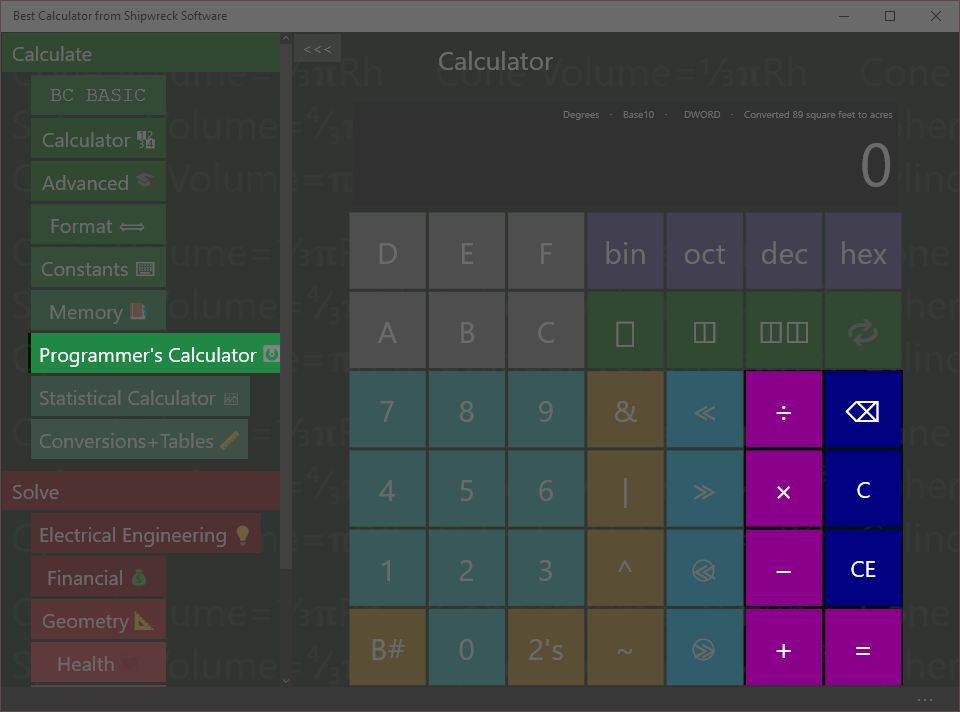 Best Calculator from Shipwreck Software
Calculate
BC BASIC
Calculator
Advanced
Format
Constants
Memory
Programmer's Calculator
Statistical Calculator
Conversions+Tables
Solve
Electrical Engineering
Financial
Geometry
Health
<<<
Calculator
Degrees · Base10 · DWORD · Converted 89 square feet to acres
0
D E F bin oct dec hex
A B C
7 8 9 & ≪ ÷ ⌫
4 5 6 | ≫ × C
1 2 3 ^ − CE
B# 0 2's ~ + =